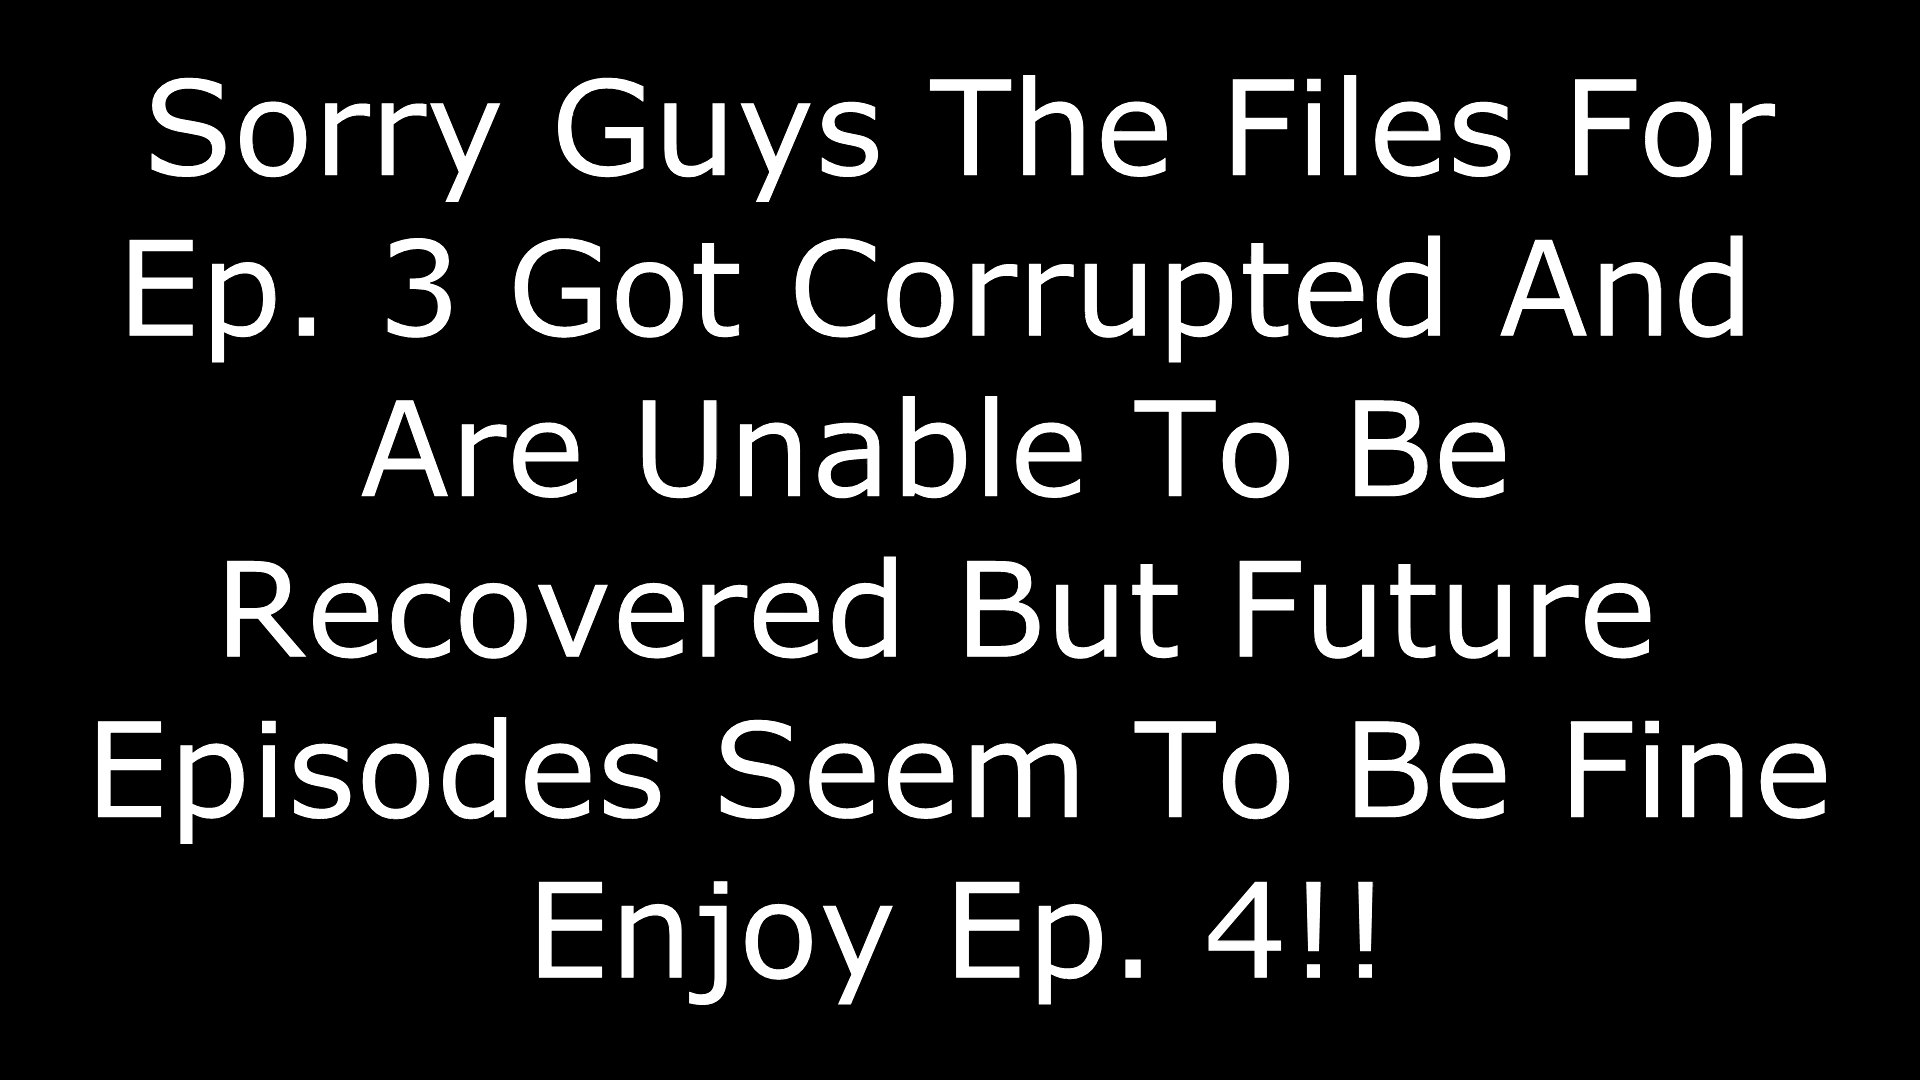 Sorry Guys The Files For
Ep. 3 Got Corrupted And
Are Unable To Be
Recovered But Future
Episodes Seem To Be Fine
Enjoy Ep. 4!!